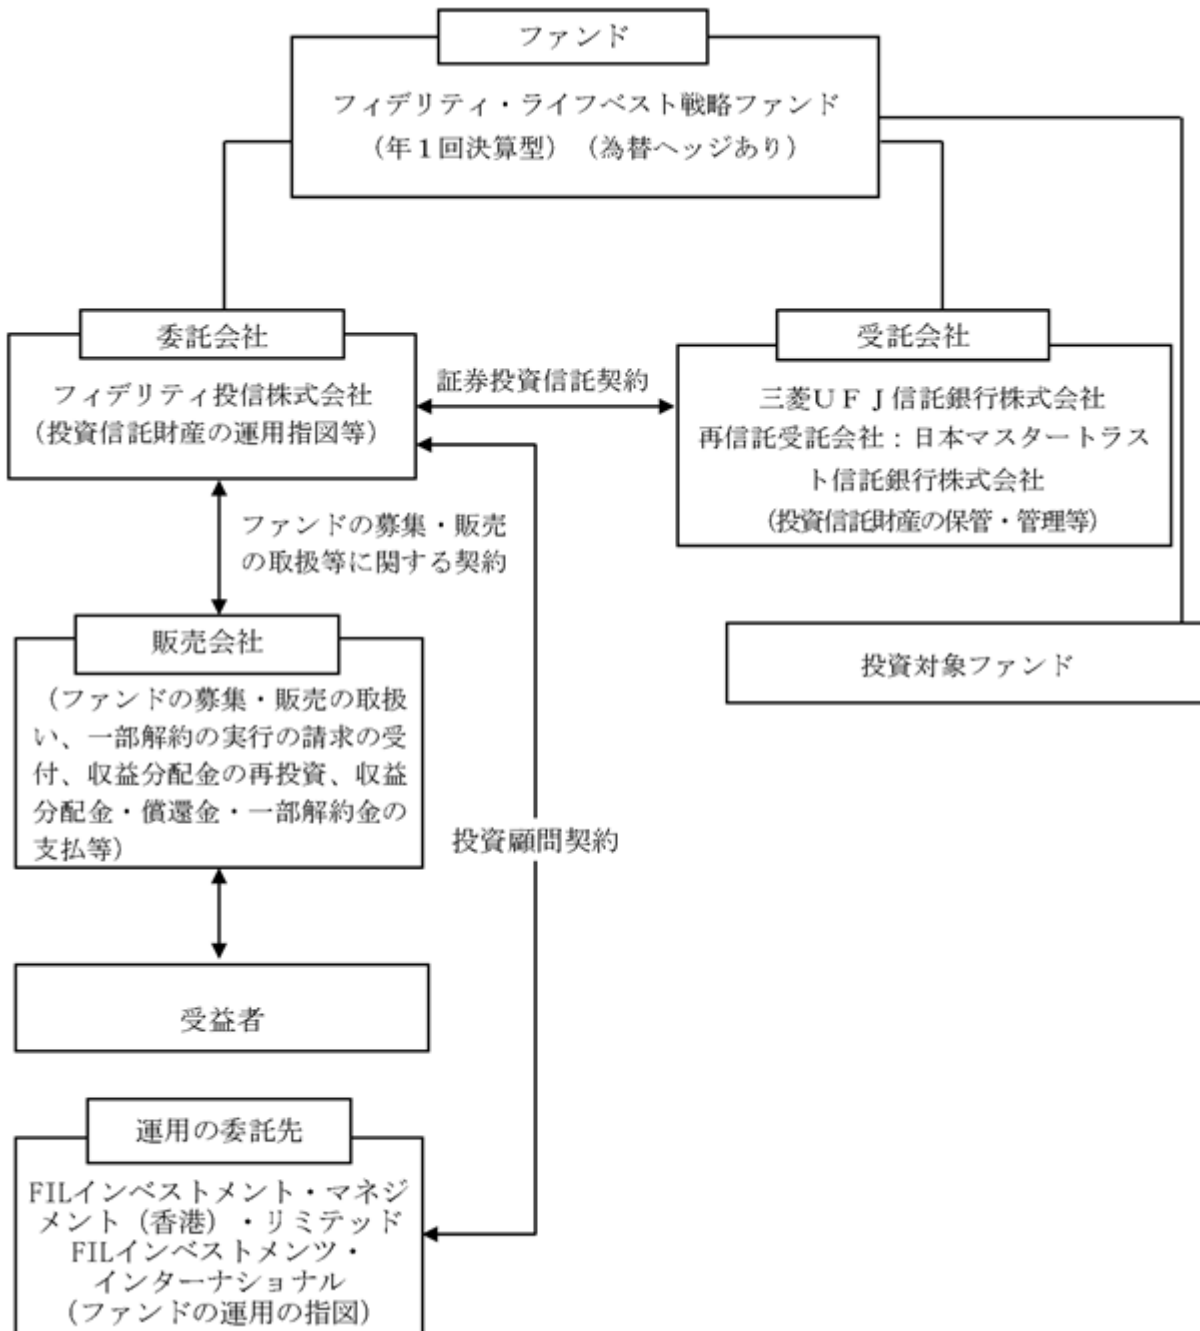 ファンド
フィデリティ・ライフベスト戦略ファンド
（年１回決算型）（為替ヘッジあり）
委託会社
フィデリティ投信株式会社
（投資信託財産の運用指図等）
証券投資信託契約
受託会社
三菱ＵＦＪ信託銀行株式会社
再信託受託会社：日本マスタートラス
ト信託銀行株式会社
（投資信託財産の保管・管理等）
ファンドの募集・販売
の取扱等に関する契約
販売会社
（ファンドの募集・販売の取扱
い、一部解約の実行の請求の受
付、収益分配金の再投資、収益
分配金・償還金・一部解約金の
支払等）
投資対象ファンド
投資顧問契約
受益者
運用の委託先
FILインベストメント・マネジ
メント（香港）・リミテッド
FILインベストメンツ・
インターナショナル
（ファンドの運用の指図）